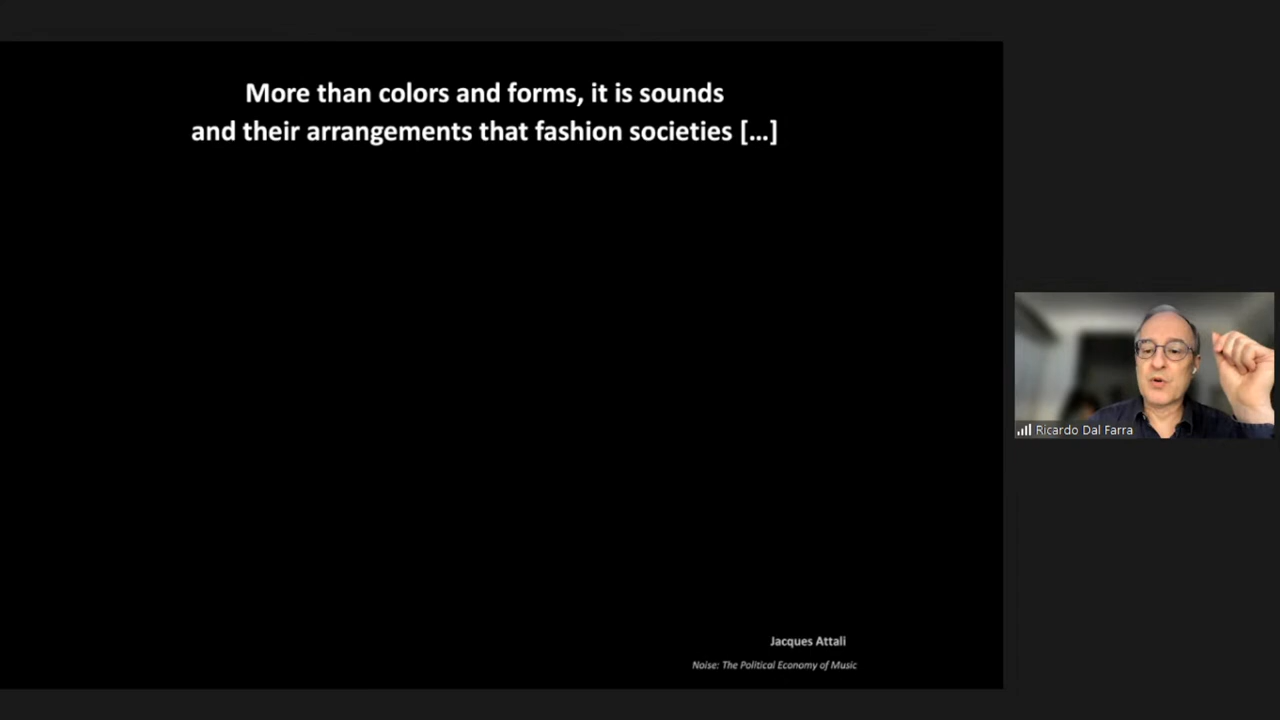 More than colors and forms, it is sounds
and their arrangements that fashion societies [...]
Ricardo Dal Farra
Jacques Attali
Noise: The Political Economy of Music